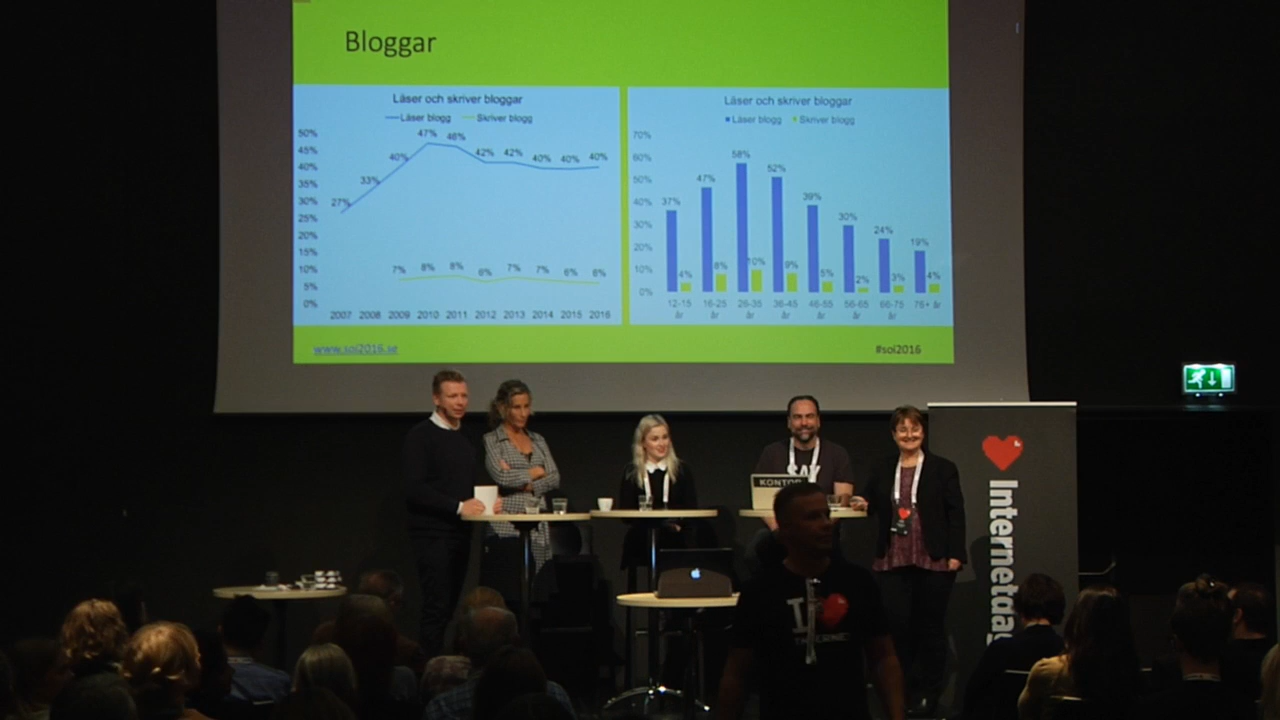 Bloggar
Läser och skriver bloggar
Läser blogg Skriver blogg
50%
45%
40%
35%
30%
25%
20%
15%
10%
5%
0%
27% 33% 40% 47% 46% 42% 42% 40% 40% 40%
7% 8% 8% 6% 7% 7% 6% 6%
2007 2008 2009 2010 2011 2012 2013 2014 2015 2016
Läser och skriver bloggar
Läser blogg Skriver blogg
70%
60%
50%
40%
30%
20%
10%
0%
37% 47% 58% 52% 39% 30% 24% 19%
4% 8% 10% 9% 5% 2% 3% 4%
12-15 år 16-25 år 26-35 år 36-45 år 46-55 år 56-65 år 66-75 år 76+ år
www.soi2016.se
#soi2016
KONTOR
Internetdag